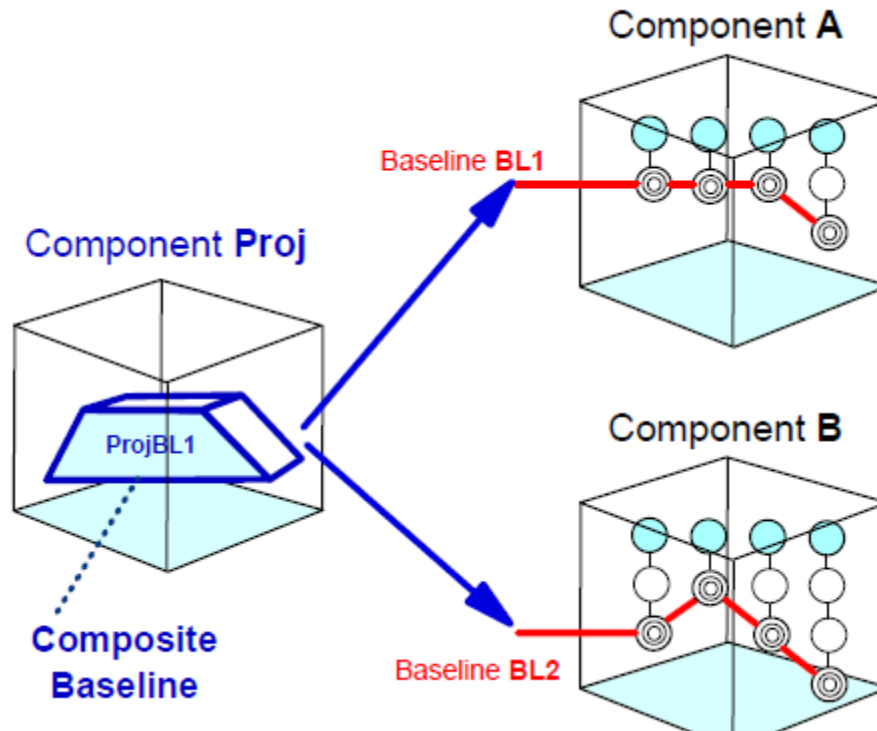 Component A
Baseline BL1
Component Proj
ProjBL1
Composite
Baseline
Component B
Baseline BL2